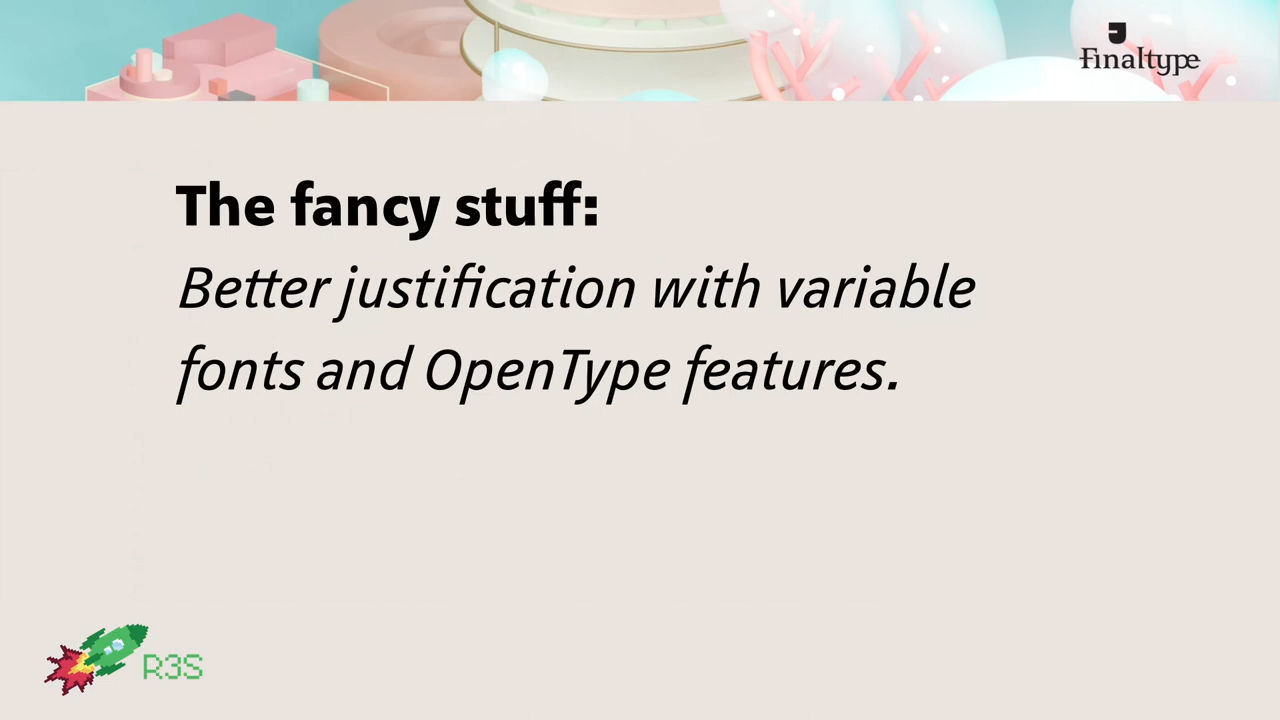 Finaltype
The fancy stuff:
Better justification with variable
fonts and OpenType features.
R3S